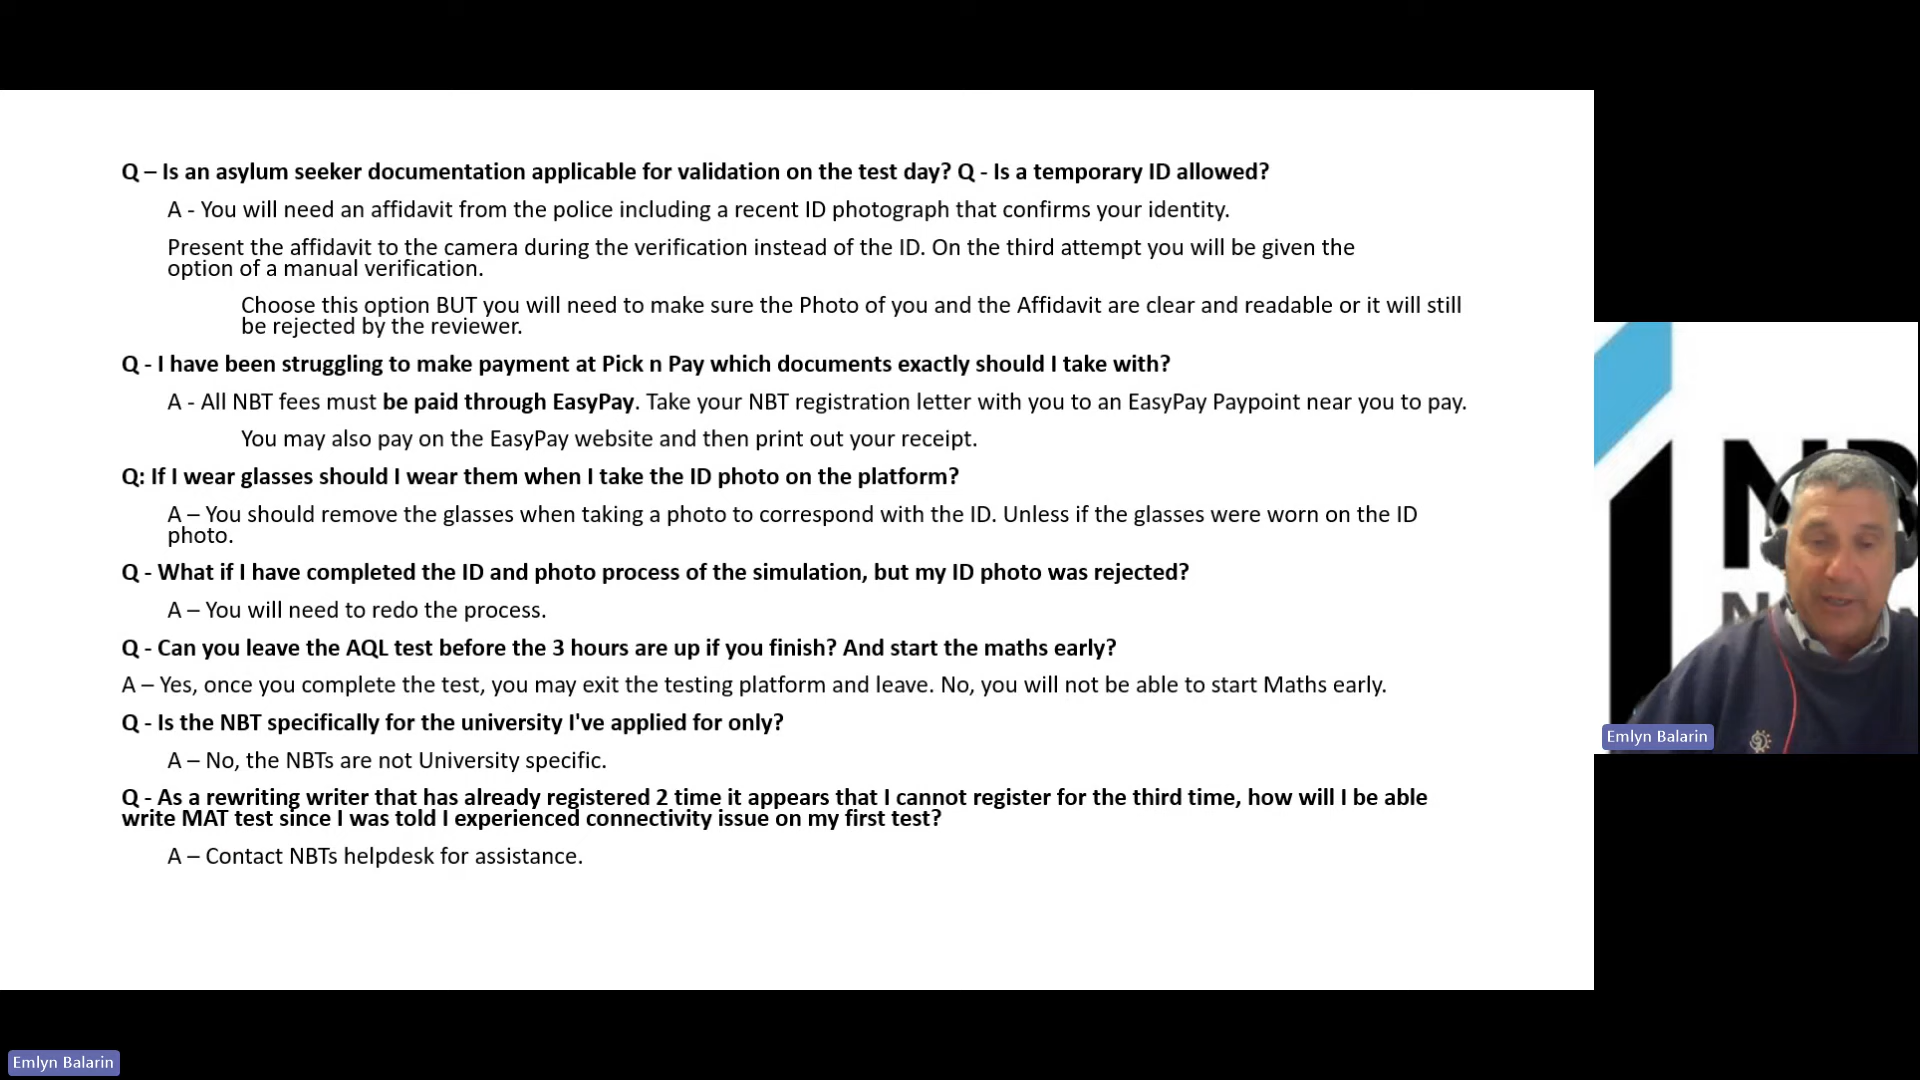 Q – Is an asylum seeker documentation applicable for validation on the test day? Q - Is a temporary ID allowed?
A - You will need an affidavit from the police including a recent ID photograph that confirms your identity.
Present the affidavit to the camera during the verification instead of the ID. On the third attempt you will be given the
option of a manual verification.
Choose this option BUT you will need to make sure the Photo of you and the Affidavit are clear and readable or it will still
be rejected by the reviewer.
Q - I have been struggling to make payment at Pick n Pay which documents exactly should I take with?
A - All NBT fees must be paid through EasyPay. Take your NBT registration letter with you to an EasyPay Paypoint near you to pay.
You may also pay on the EasyPay website and then print out your receipt.
Q: If I wear glasses should I wear them when I take the ID photo on the platform?
A – You should remove the glasses when taking a photo to correspond with the ID. Unless if the glasses were worn on the ID
photo.
Q - What if I have completed the ID and photo process of the simulation, but my ID photo was rejected?
A – You will need to redo the process.
Q - Can you leave the AQL test before the 3 hours are up if you finish? And start the maths early?
A – Yes, once you complete the test, you may exit the testing platform and leave. No, you will not be able to start Maths early.
Q - Is the NBT specifically for the university I've applied for only?
A – No, the NBTs are not University specific.
Q - As a rewriting writer that has already registered 2 time it appears that I cannot register for the third time, how will I be able
write MAT test since I was told I experienced connectivity issue on my first test?
A – Contact NBTs helpdesk for assistance.
Emlyn Balarin
Emlyn Balarin